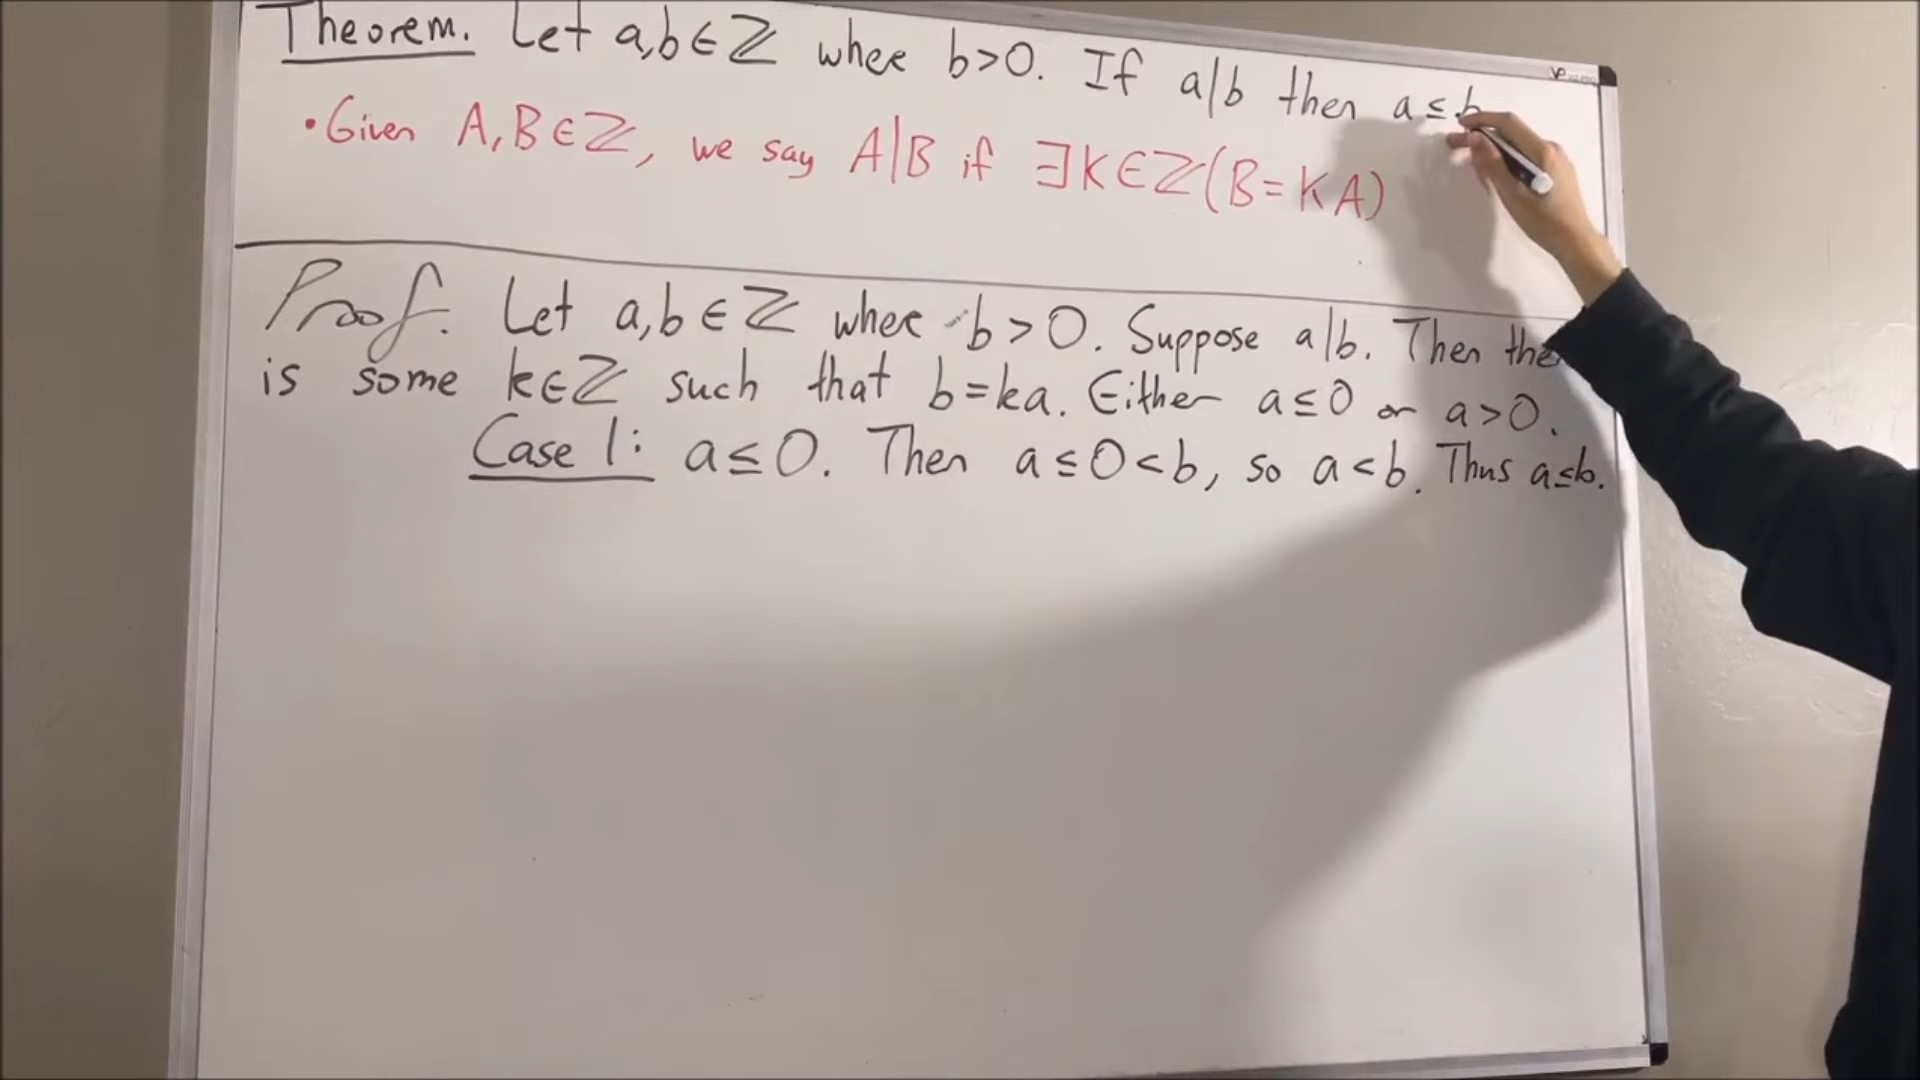 Theorem. Let a,b∈ℤ where b>0. If a|b then a≤b
• Given A,B∈ℤ, we say A|B if ∃K∈ℤ(B=KA)
Proof. Let a,b∈ℤ where b>0. Suppose a|b. Then
is some k∈ℤ such that b=ka. Either a≤0 or a>0.
Case 1: a≤0. Then a≤0<b, so a<b. Thus a≤b.